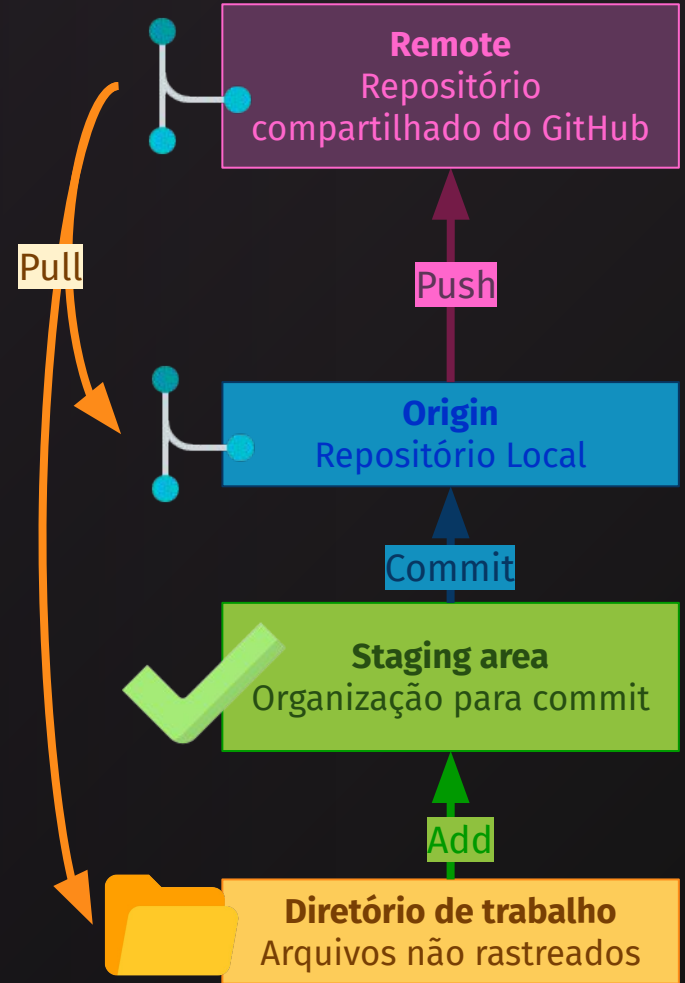 Remote
Repositório
compartilhado do GitHub
Pull
Push
Origin
Repositório Local
Commit
Staging area
Organização para commit
Add
Diretório de trabalho
Arquivos não rastreados